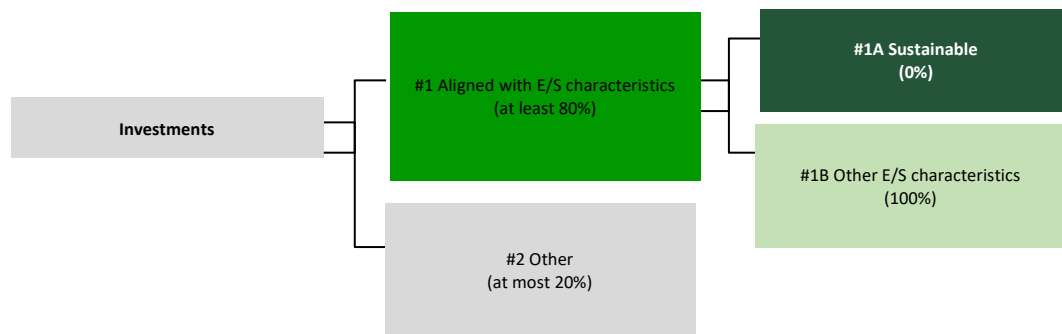 Investments
#1 Aligned with E/S characteristics
(at least 80%)
#2 Other
(at most 20%)
#1A Sustainable
(0%)
#1B Other E/S characteristics
(100%)